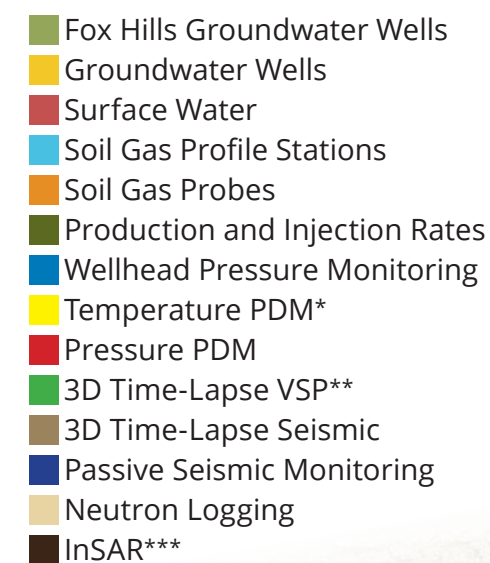 Fox Hills Groundwater Wells
Groundwater Wells
Surface Water
Soil Gas Profile Stations
Soil Gas Probes
Production and Injection Rates
Wellhead Pressure Monitoring
Temperature PDM*
Pressure PDM
3D Time-Lapse VSP**
3D Time-Lapse Seismic
Passive Seismic Monitoring
Neutron Logging
InSAR***